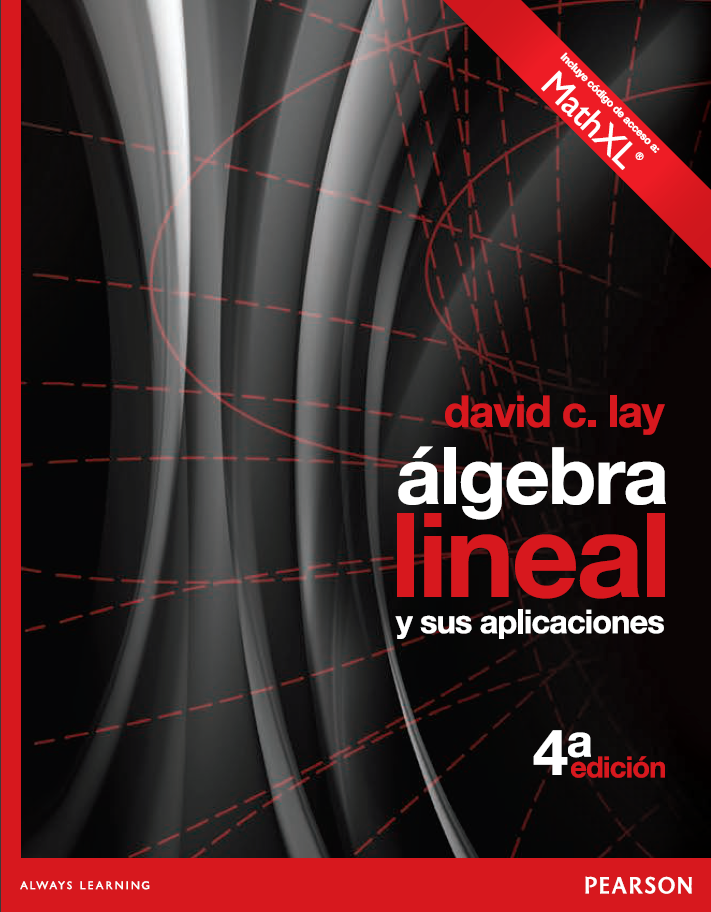 Incluye código de acceso a:
MathXL®
david c. lay
álgebra
lineal
y sus aplicaciones
4a
edición
ALWAYS LEARNING
PEARSON